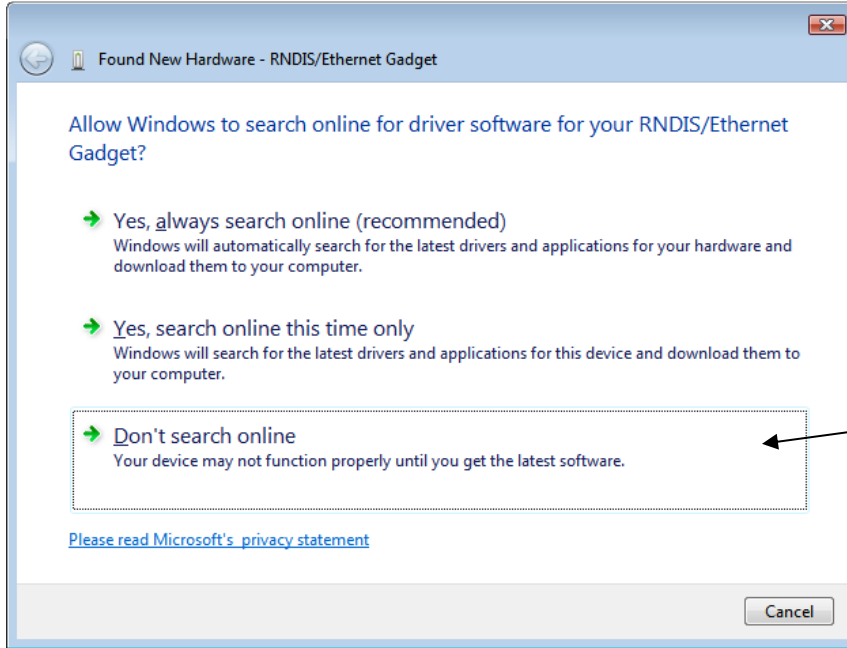 Found New Hardware - RNDIS/Ethernet Gadget
Allow Windows to search online for driver software for your RNDIS/Ethernet
Gadget?
Yes, always search online (recommended)
Windows will automatically search for the latest drivers and applications for your hardware and
download them to your computer.
Yes, search online this time only
Windows will search for the latest drivers and applications for this device and download them to
your computer.
Don't search online
Your device may not function properly until you get the latest software.
Please read Microsoft's privacy statement
Cancel